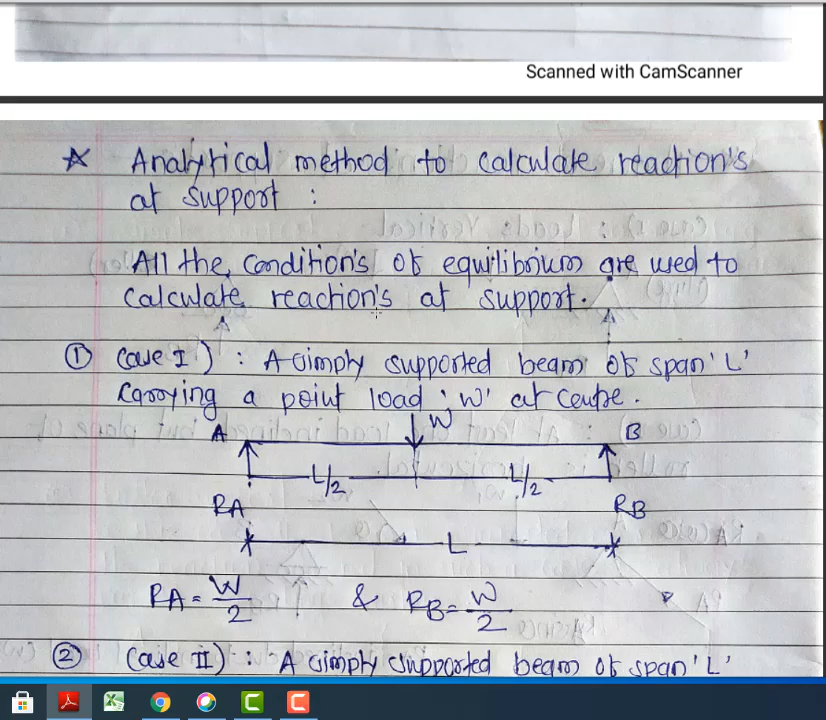 Scanned with CamScanner
☆ Analytical method to calculate reaction's
at support :
All the, condition's of equilibrium are used to
calculate reaction's at support.
① Case I ) : A simply supported beam of span 'L'
Carrying a point load 'W' at centre.
W
A B
L/2 L/2
RA RB
L
RA = W/2 & RB = W/2
② Case II) : A simply supported beam of span 'L'